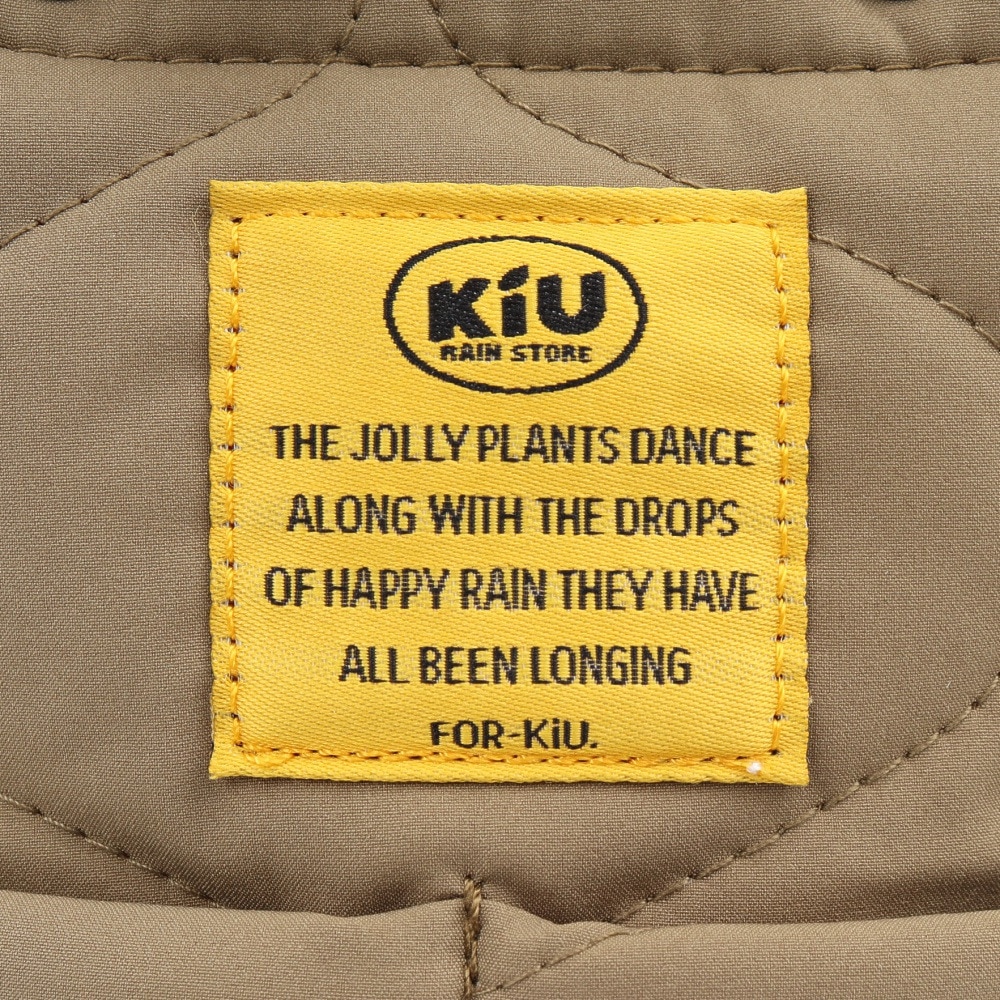 KiU
RAIN STORE
THE JOLLY PLANTS DANCE
ALONG WITH THE DROPS
OF HAPPY RAIN THEY HAVE
ALL BEEN LONGING
FOR-KiU.